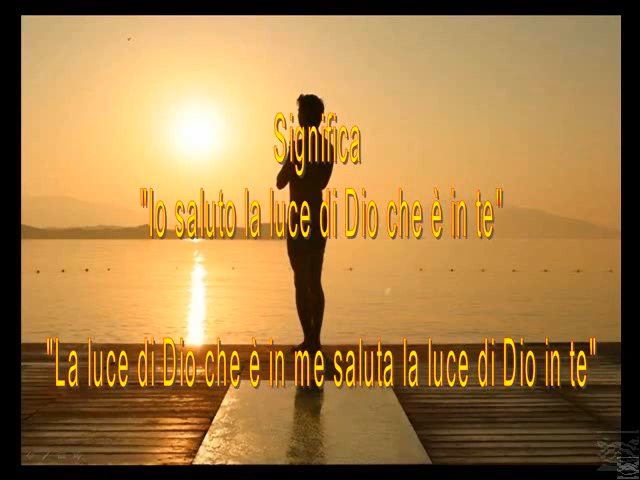 Significa
"Io saluto la luce di Dio che è in te"
"La luce di Dio che è in me saluta la luce di Dio in te"